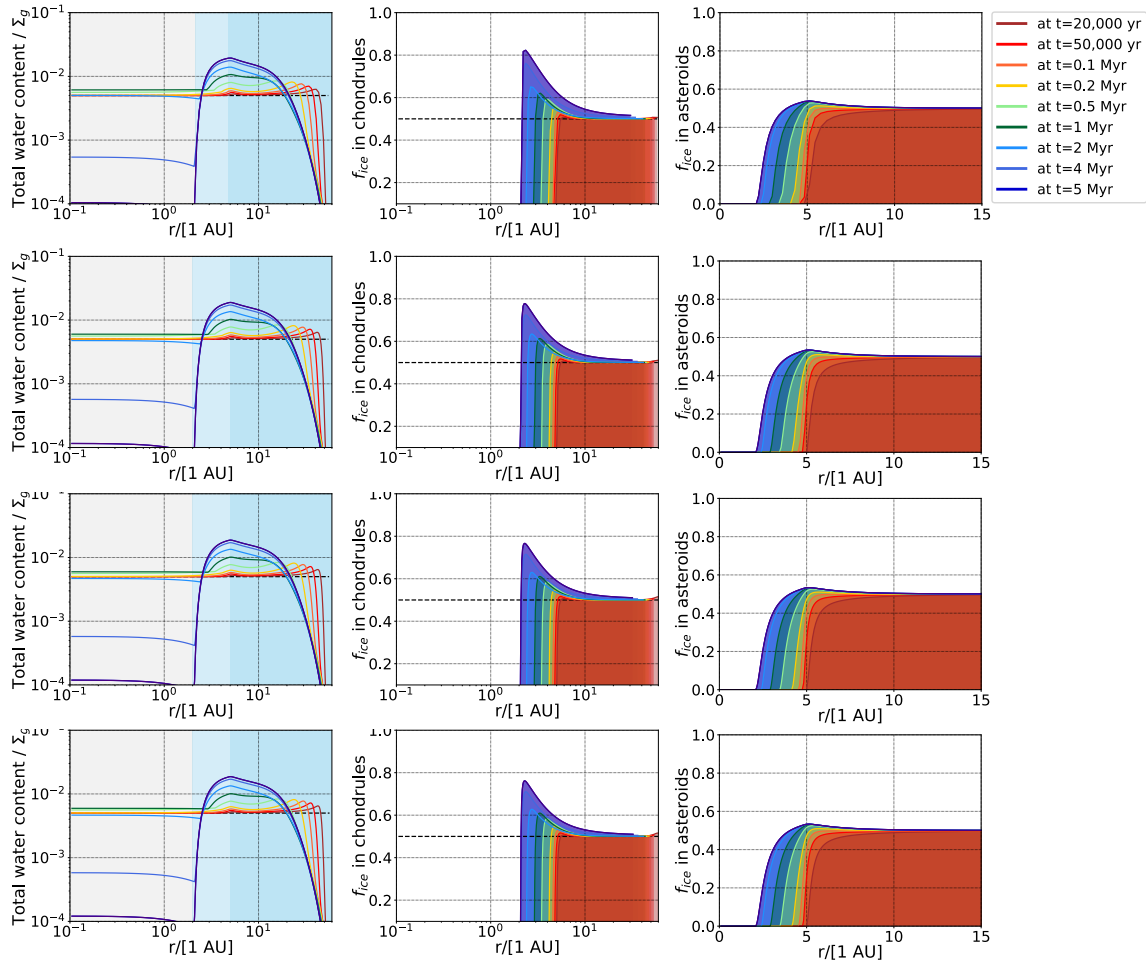 Total water content / Σg
10⁻¹
10⁻²
10⁻³
10⁻⁴
10⁻¹ 10⁰ 10¹
r/[1 AU]
f_ice in chondrules
1.0
0.8
0.6
0.4
0.2
10⁻¹ 10⁰ 10¹
r/[1 AU]
f_ice in asteroids
1.0
0.8
0.6
0.4
0.2
0.0
0 5 10 15
r/[1 AU]
at t=20,000 yr
at t=50,000 yr
at t=0.1 Myr
at t=0.2 Myr
at t=0.5 Myr
at t=1 Myr
at t=2 Myr
at t=4 Myr
at t=5 Myr
Total water content / Σg
10⁻¹
10⁻²
10⁻³
10⁻⁴
10⁻¹ 10⁰ 10¹
r/[1 AU]
f_ice in chondrules
1.0
0.8
0.6
0.4
0.2
10⁻¹ 10⁰ 10¹
r/[1 AU]
f_ice in asteroids
1.0
0.8
0.6
0.4
0.2
0.0
0 5 10 15
r/[1 AU]
Total water content / Σg
10⁻²
10⁻³
10⁻⁴
10⁻¹ 10⁰ 10¹
r/[1 AU]
f_ice in chondrules
1.0
0.8
0.6
0.4
0.2
10⁻¹ 10⁰ 10¹
r/[1 AU]
f_ice in asteroids
1.0
0.8
0.6
0.4
0.2
0.0
0 5 10 15
r/[1 AU]
Total water content / Σg
10⁻²
10⁻³
10⁻⁴
10⁻¹ 10⁰ 10¹
r/[1 AU]
f_ice in chondrules
1.0
0.8
0.6
0.4
0.2
10⁻¹ 10⁰ 10¹
r/[1 AU]
f_ice in asteroids
1.0
0.8
0.6
0.4
0.2
0.0
0 5 10 15
r/[1 AU]